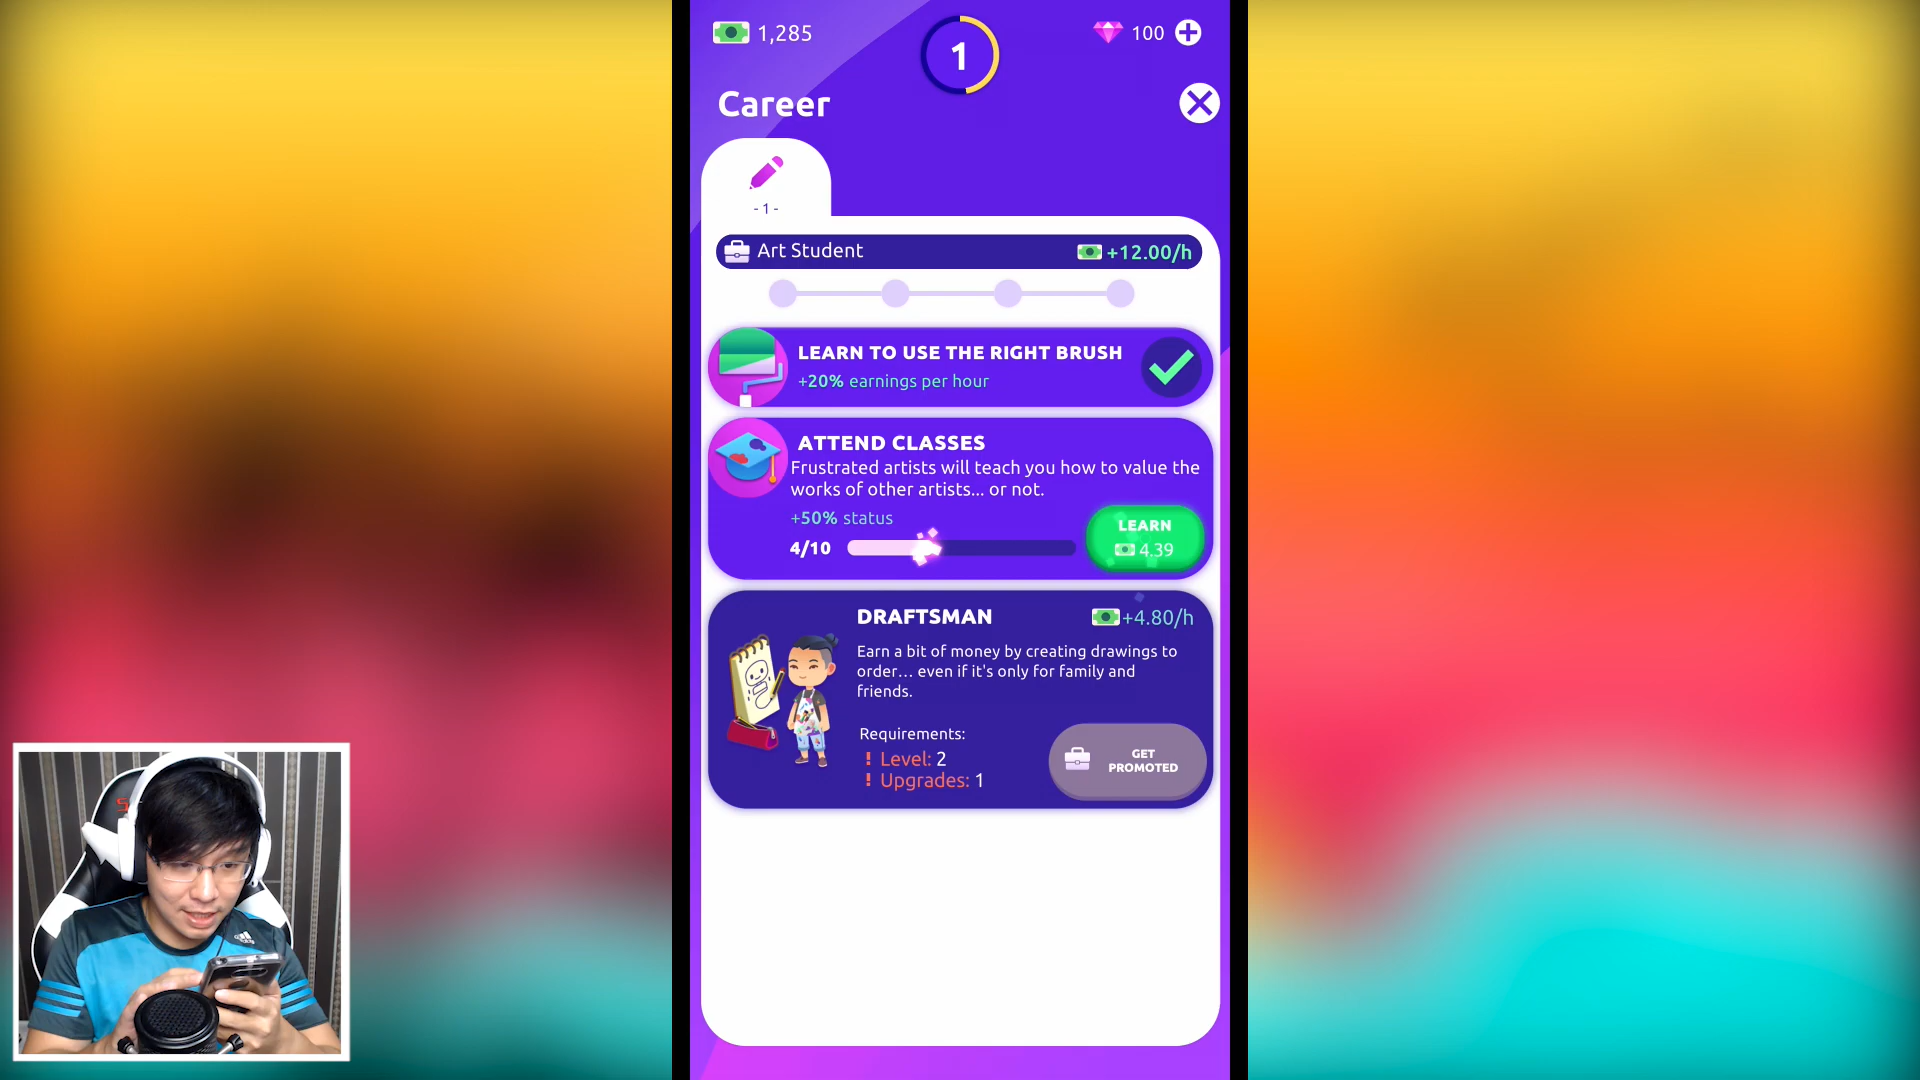 1,285
1
100
Career
- 1 -
Art Student
+12.00/h
LEARN TO USE THE RIGHT BRUSH
+20% earnings per hour
ATTEND CLASSES
Frustrated artists will teach you how to value the
works of other artists... or not.
+50% status
4/10
LEARN
4.39
DRAFTSMAN
+4.80/h
Earn a bit of money by creating drawings to
order... even if it's only for family and
friends.
Requirements:
! Level: 2
! Upgrades: 1
GET
PROMOTED